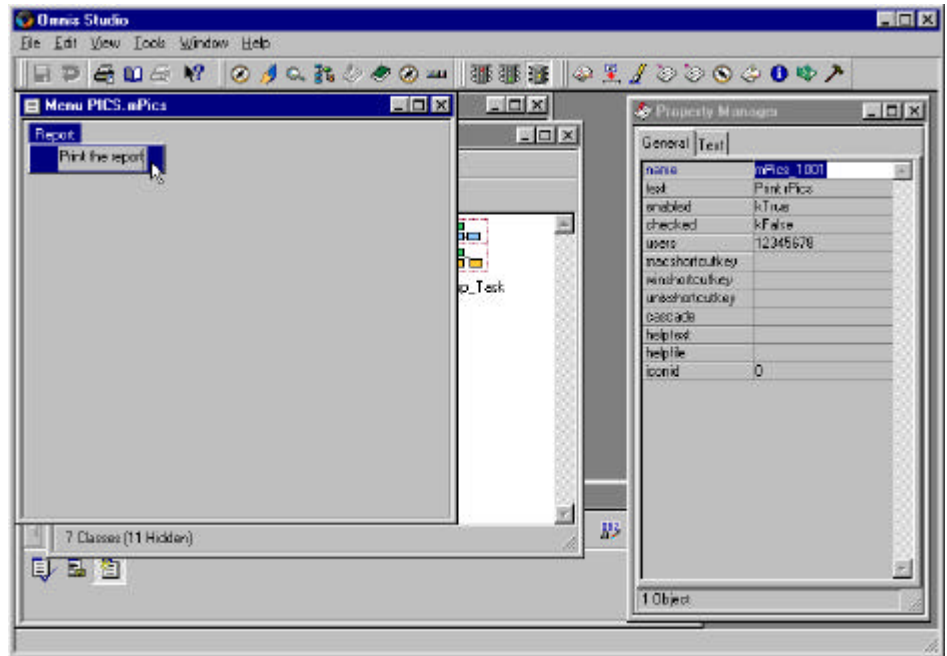 Omnis Studio
File Edit View Tools Window Help
Menu PICS.mPics
Report
Print the report
up_Task
7 Classes (11 Hidden)
Property Manager
General Text
name mPics_1001
text Print rPics
enabled kTrue
checked kFalse
users 12345678
macshortcutkey
winshortcutkey
unixshortcutkey
cascade
helptext
helpfile
iconid 0
1 Object